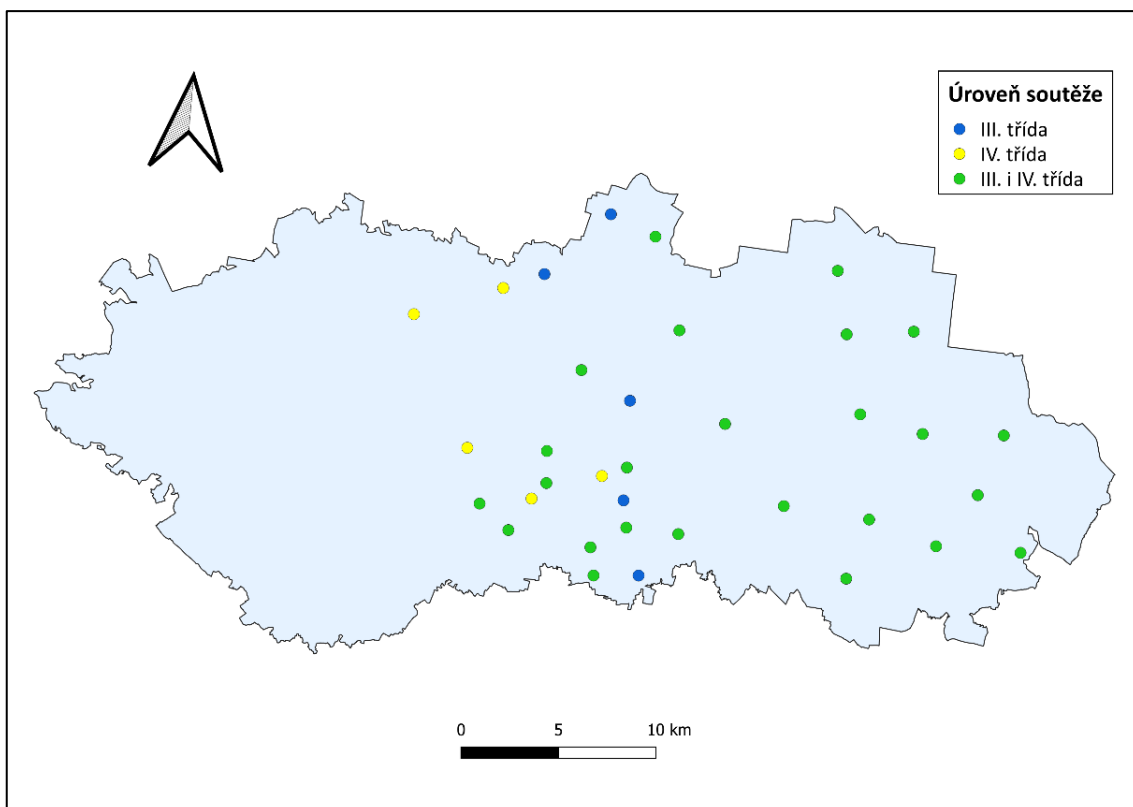 Úroveň soutěže
III. třída
IV. třída
III. i IV. třída
0 5 10 km